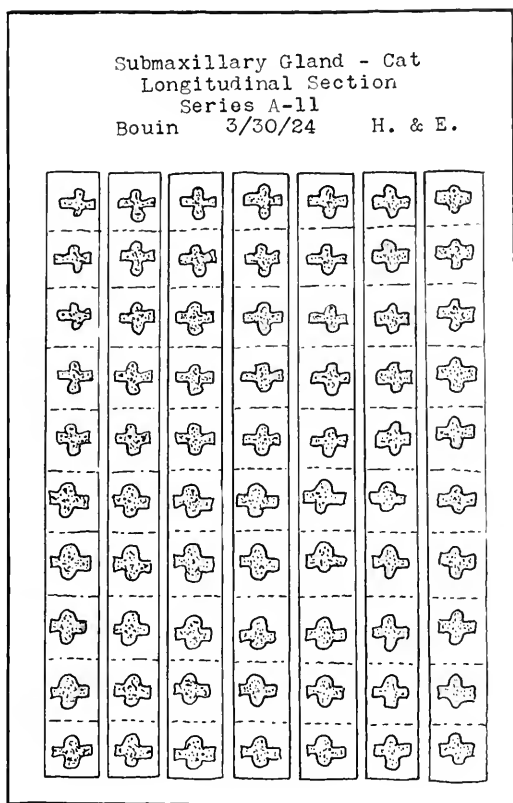 Submaxillary Gland - Cat
Longitudinal Section
Series A-11
Bouin 3/30/24 H. & E.